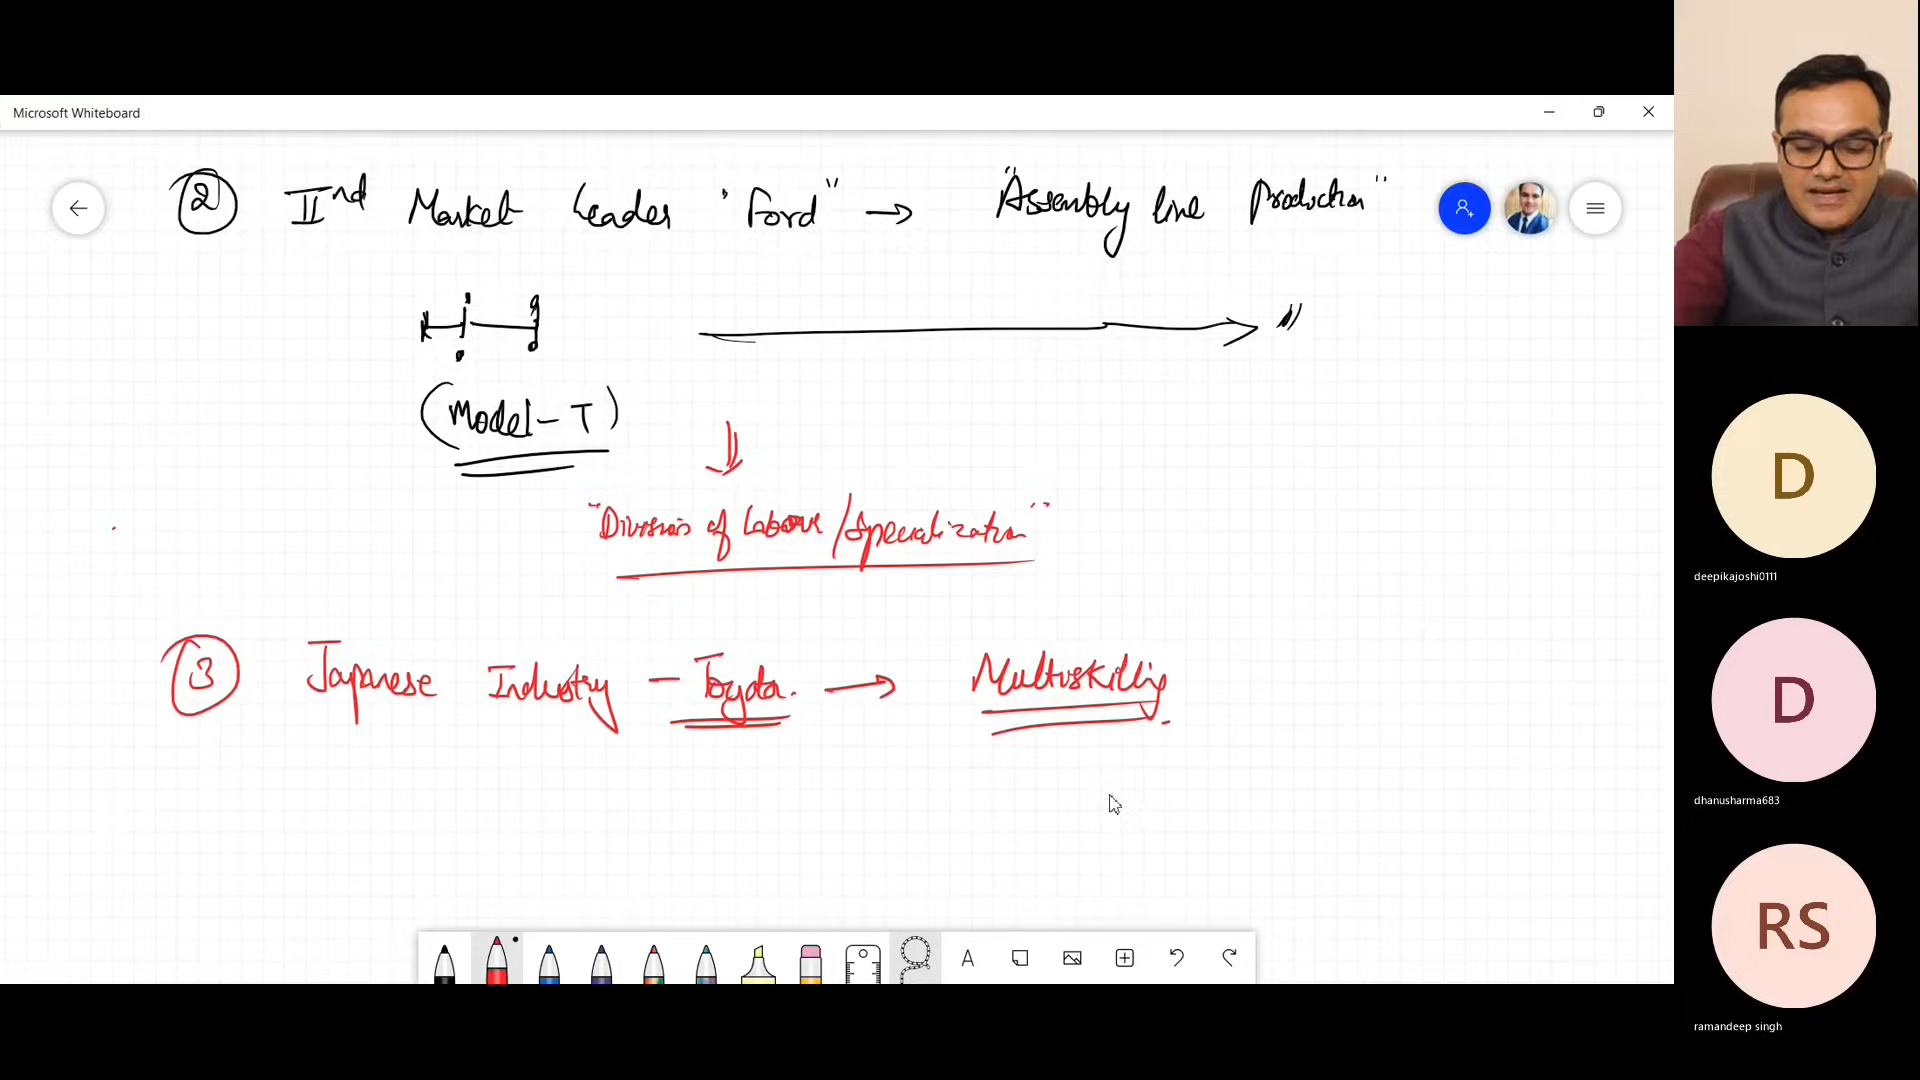 Microsoft Whiteboard
② IInd Market Leader "Ford" → "Assembly line Production"
(Model - T)
"Division of Labour/Specialization"
③ Japanese Industry - Toyota. → Multiskilling
A
D
deepikajoshi0111
D
dhanusharma683
RS
ramandeep singh